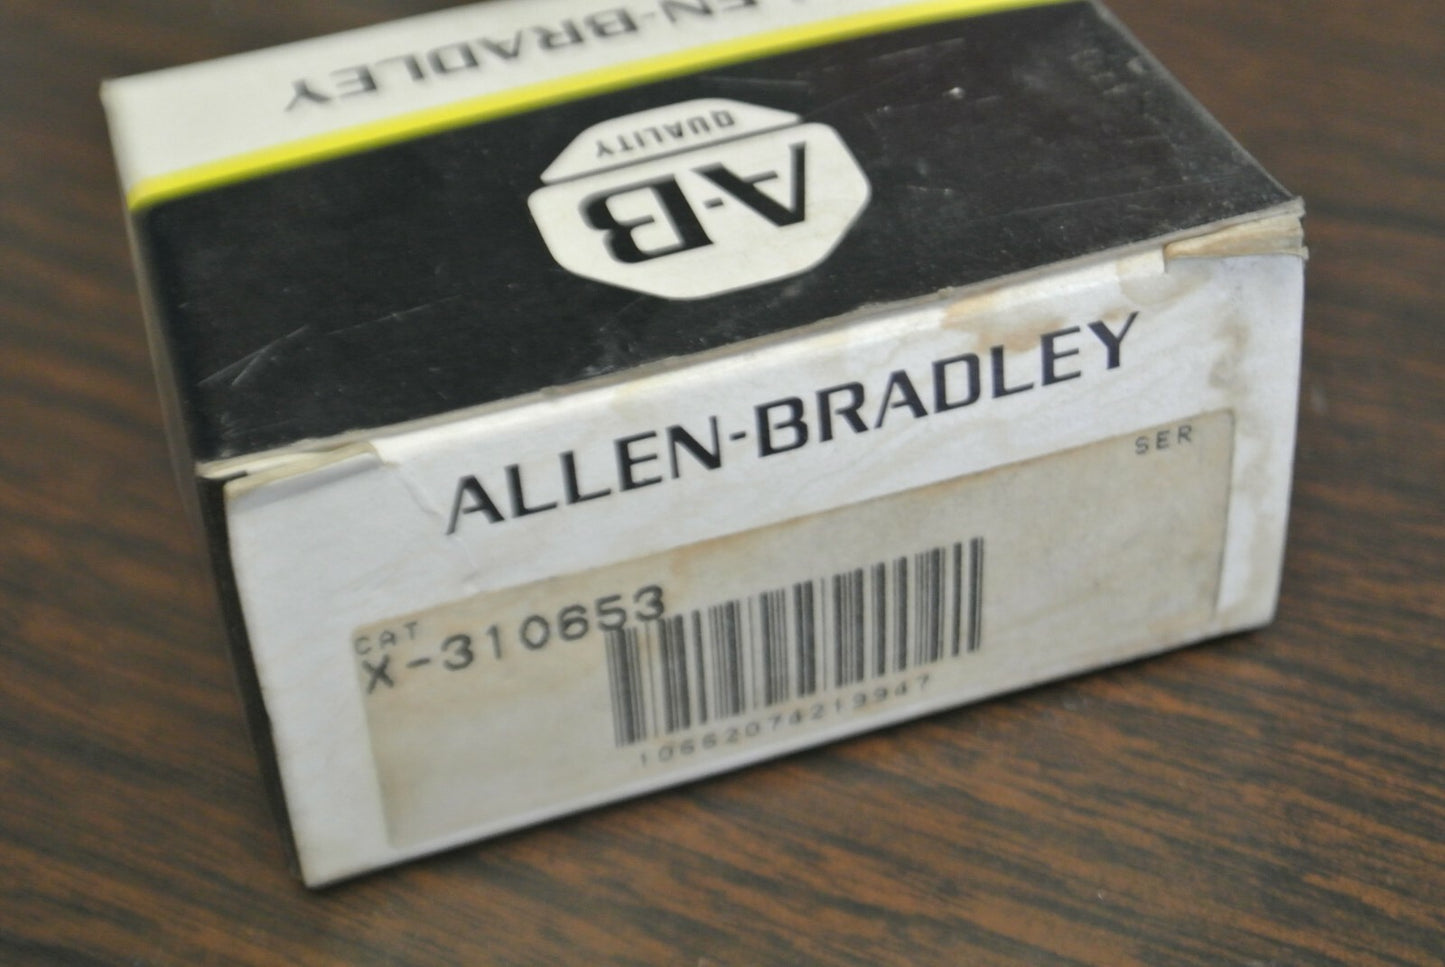 ALLEN-BRADLEY
QUALITY
A-B
ALLEN-BRADLEY
SER
CAT
X-310653
10662074213947